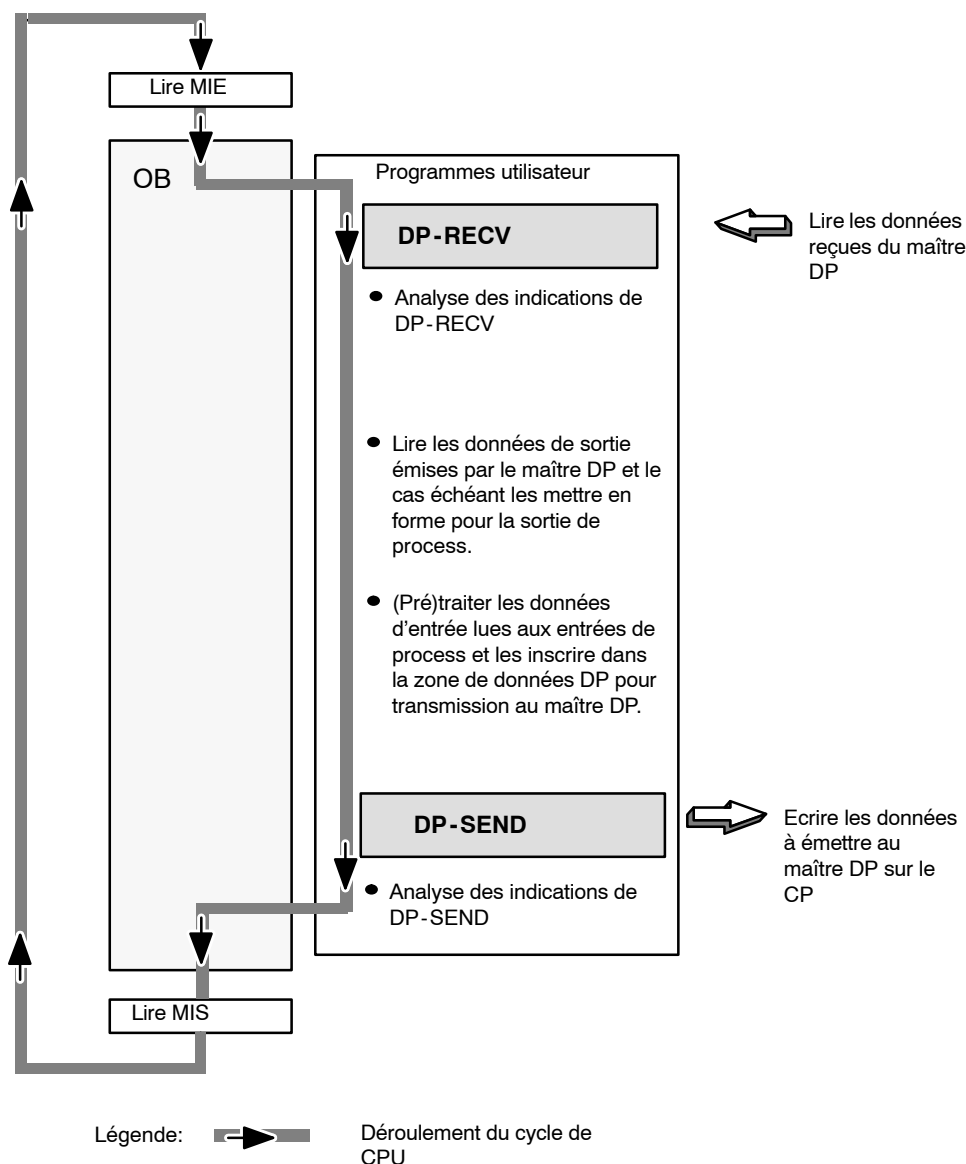 Lire MIE
OB
Programmes utilisateur
DP-RECV
Lire les données
reçues du maître
DP
• Analyse des indications de
DP-RECV
• Lire les données de sortie
émises par le maître DP et le
cas échéant les mettre en
forme pour la sortie de
process.
• (Pré)traiter les données
d'entrée lues aux entrées de
process et les inscrire dans
la zone de données DP pour
transmission au maître DP.
DP-SEND
Ecrire les données
à émettre au
maître DP sur le
CP
• Analyse des indications de
DP-SEND
Lire MIS
Légende:
Déroulement du cycle de
CPU